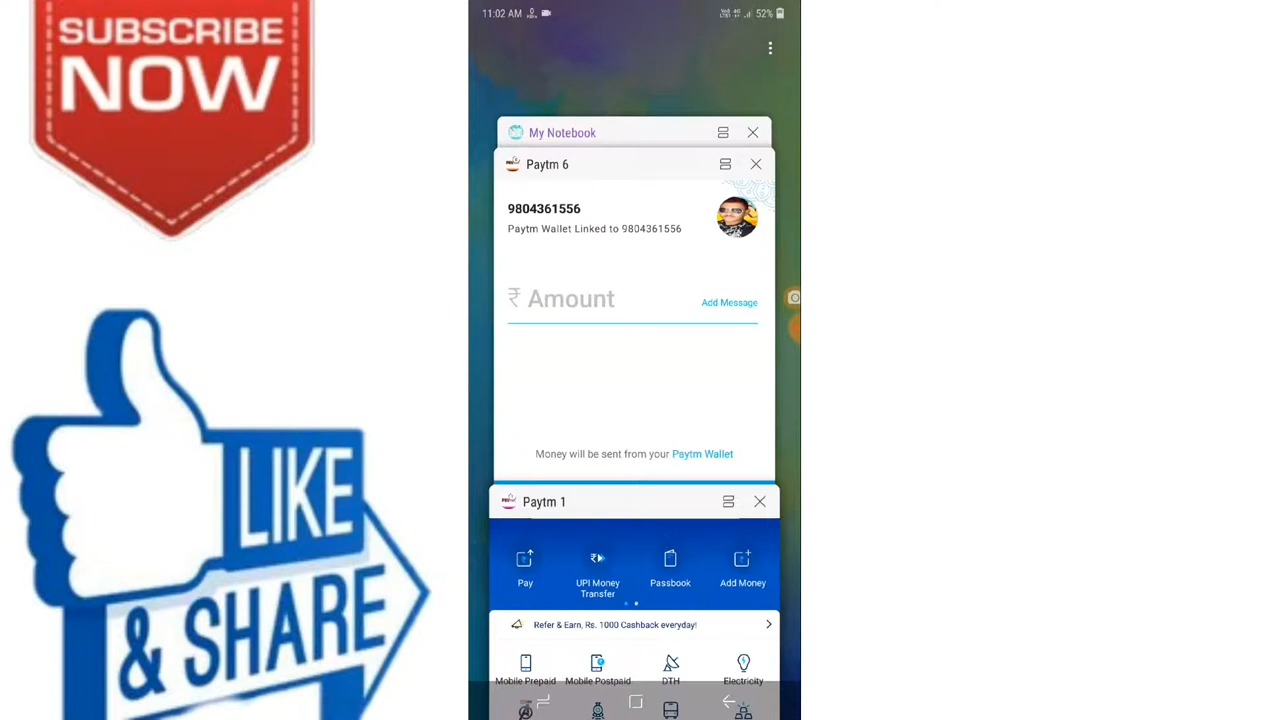 SUBSCRIBE
NOW
LIKE
& SHARE
11:02 AM
52%
My Notebook
Paytm 6
9804361556
Paytm Wallet Linked to 9804361556
₹ Amount
Add Message
Money will be sent from your Paytm Wallet
Paytm 1
Pay
UPI Money
Transfer
Passbook
Add Money
Refer & Earn, Rs. 1000 Cashback everyday!
Mobile Prepaid
Mobile Postpaid
DTH
Electricity